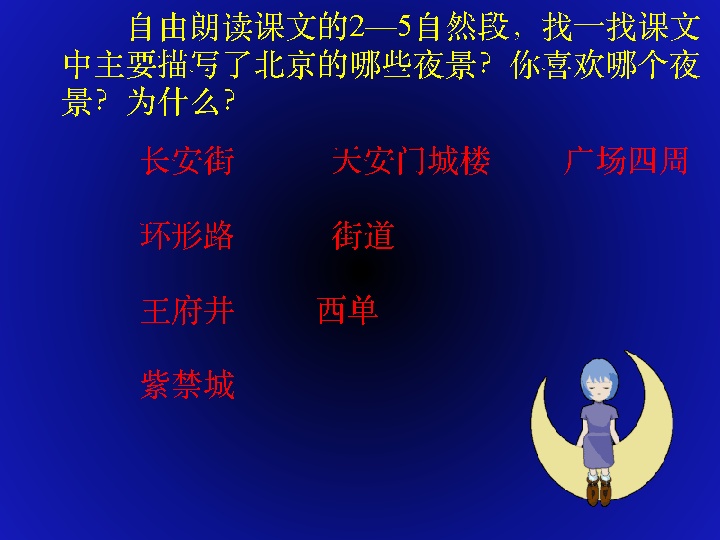 自由朗读课文的2—5自然段，找一找课文
中主要描写了北京的哪些夜景？你喜欢哪个夜
景？为什么？
长安街 天安门城楼 广场四周
环形路 街道
王府井 西单
紫禁城